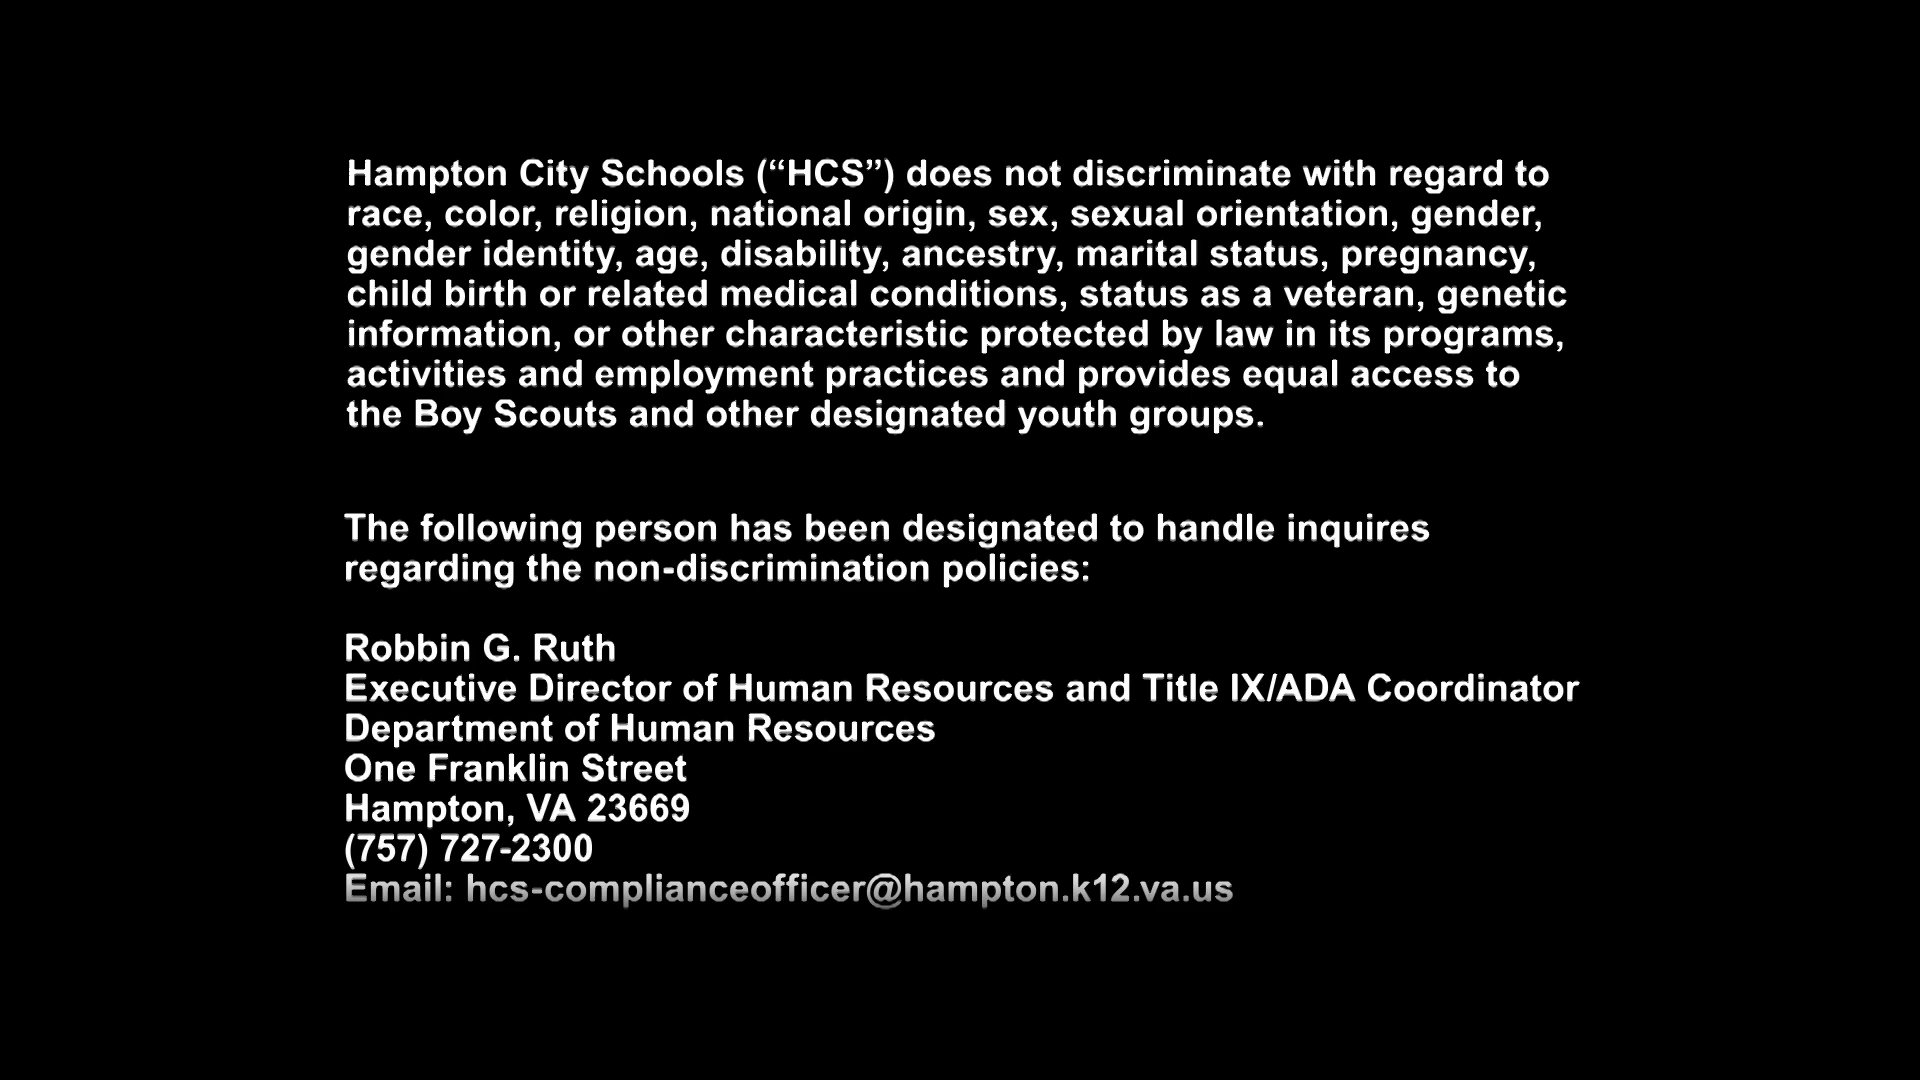 Hampton City Schools (“HCS”) does not discriminate with regard to
race, color, religion, national origin, sex, sexual orientation, gender,
gender identity, age, disability, ancestry, marital status, pregnancy,
child birth or related medical conditions, status as a veteran, genetic
information, or other characteristic protected by law in its programs,
activities and employment practices and provides equal access to
the Boy Scouts and other designated youth groups.
The following person has been designated to handle inquires
regarding the non-discrimination policies:
Robbin G. Ruth
Executive Director of Human Resources and Title IX/ADA Coordinator
Department of Human Resources
One Franklin Street
Hampton, VA 23669
(757) 727-2300
Email: hcs-complianceofficer@hampton.k12.va.us